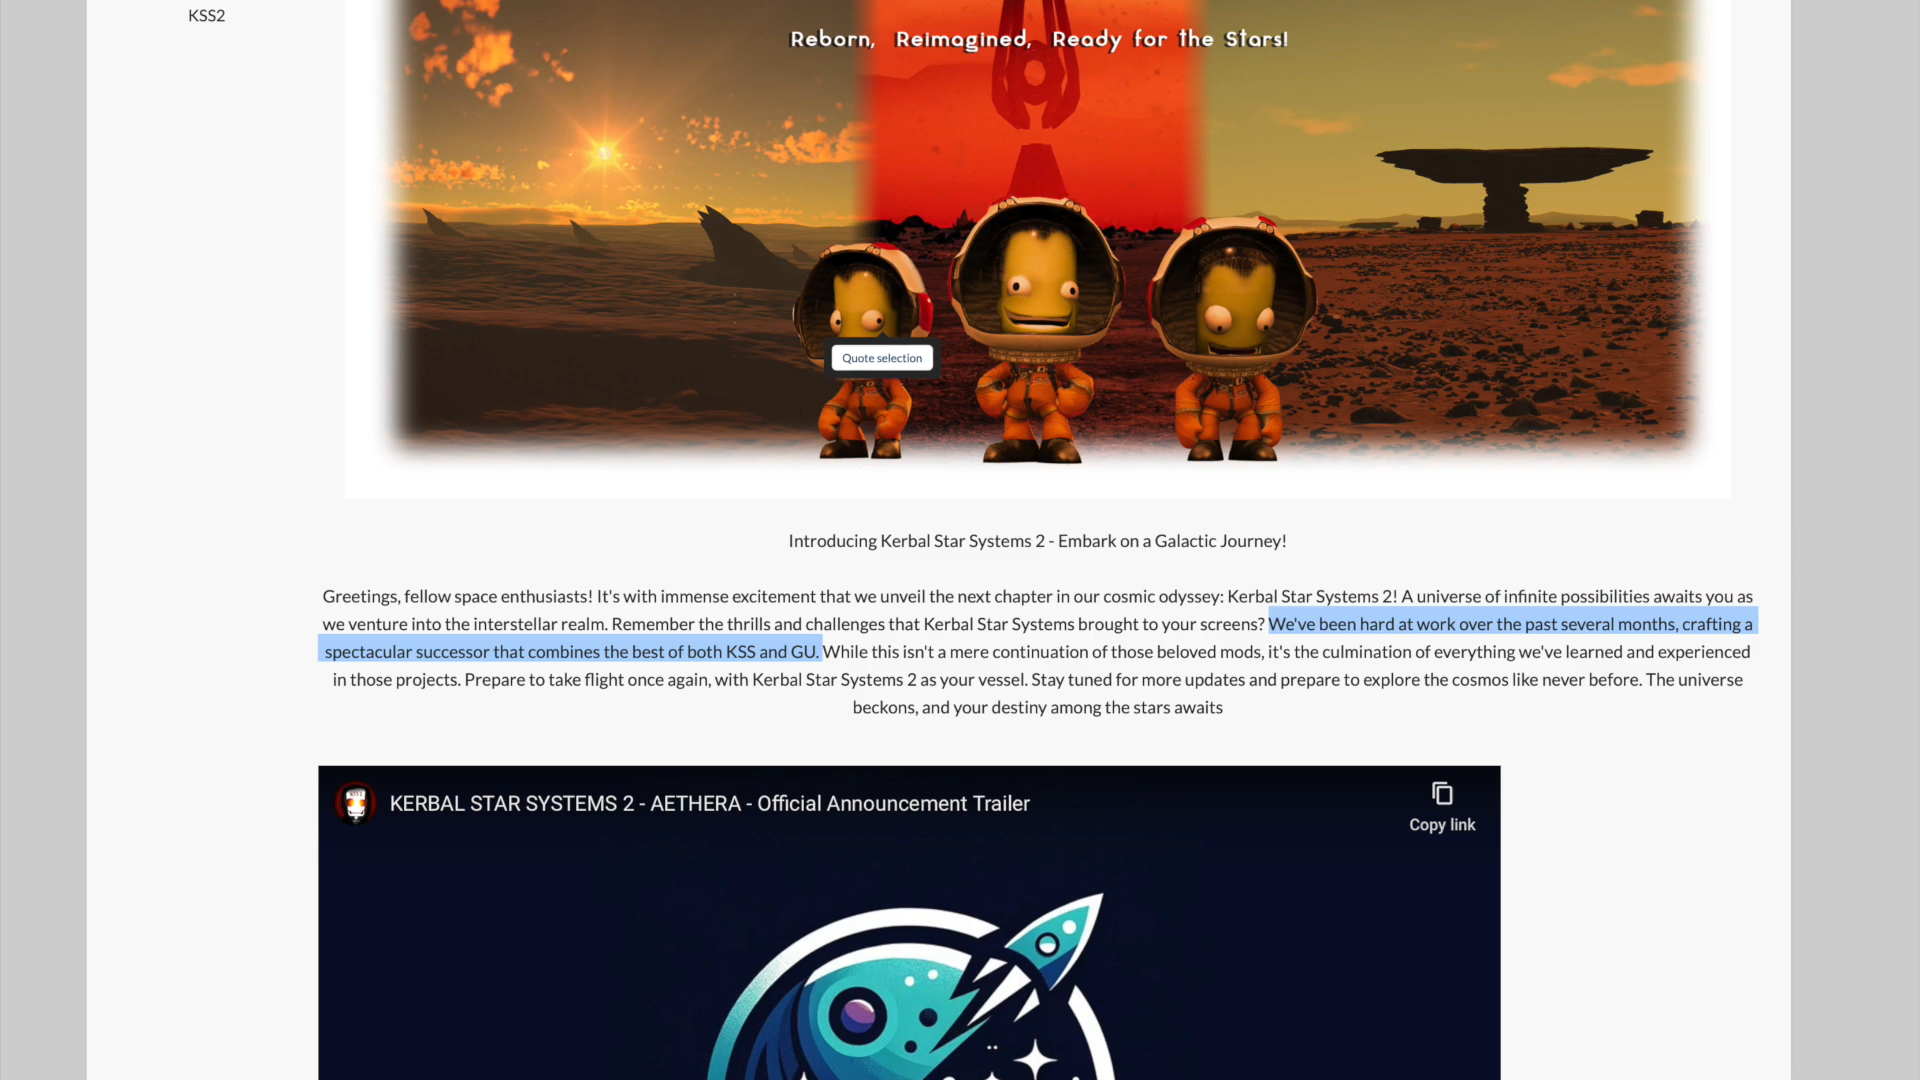 KSS2
Reborn, Reimagined, Ready for the Stars!
Quote selection
Introducing Kerbal Star Systems 2 - Embark on a Galactic Journey!
Greetings, fellow space enthusiasts! It's with immense excitement that we unveil the next chapter in our cosmic odyssey: Kerbal Star Systems 2! A universe of infinite possibilities awaits you as
we venture into the interstellar realm. Remember the thrills and challenges that Kerbal Star Systems brought to your screens? We've been hard at work over the past several months, crafting a
spectacular successor that combines the best of both KSS and GU. While this isn't a mere continuation of those beloved mods, it's the culmination of everything we've learned and experienced
in those projects. Prepare to take flight once again, with Kerbal Star Systems 2 as your vessel. Stay tuned for more updates and prepare to explore the cosmos like never before. The universe
beckons, and your destiny among the stars awaits
KERBAL STAR SYSTEMS 2 - AETHERA - Official Announcement Trailer
Copy link